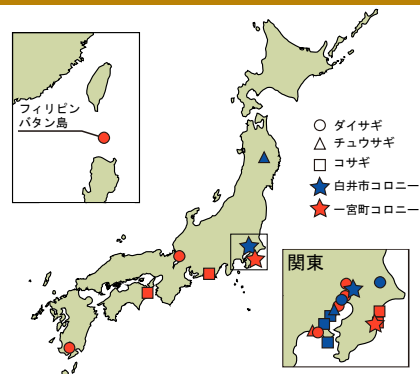 フィリピン
バタン島
ダイサギ
チュウサギ
コサギ
白井市コロニー
一宮町コロニー
関東